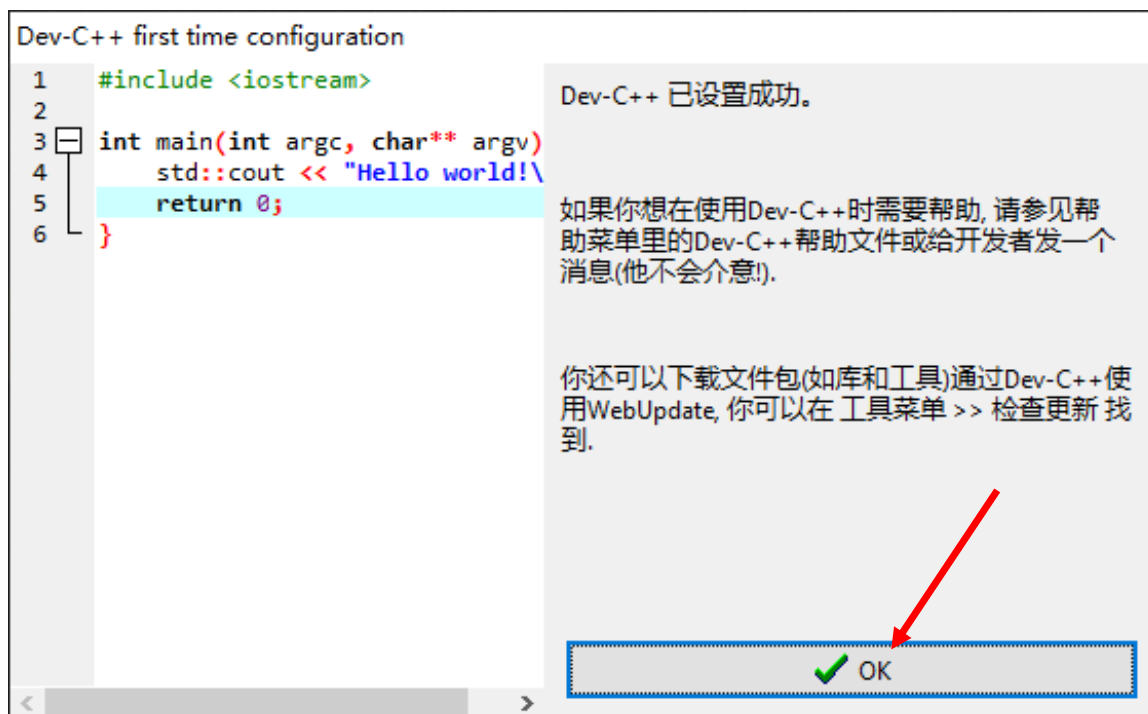 Dev-C++ first time configuration
1 #include <iostream>
2
3 int main(int argc, char** argv)
4 std::cout << "Hello world!\
5 return 0;
6 }
Dev-C++ 已设置成功。
如果你想在使用Dev-C++时需要帮助, 请参见帮
助菜单里的Dev-C++帮助文件或给开发者发一个
消息(他不会介意!).
你还可以下载文件包(如库和工具)通过Dev-C++使
用WebUpdate, 你可以在 工具菜单 >> 检查更新 找
到.
OK